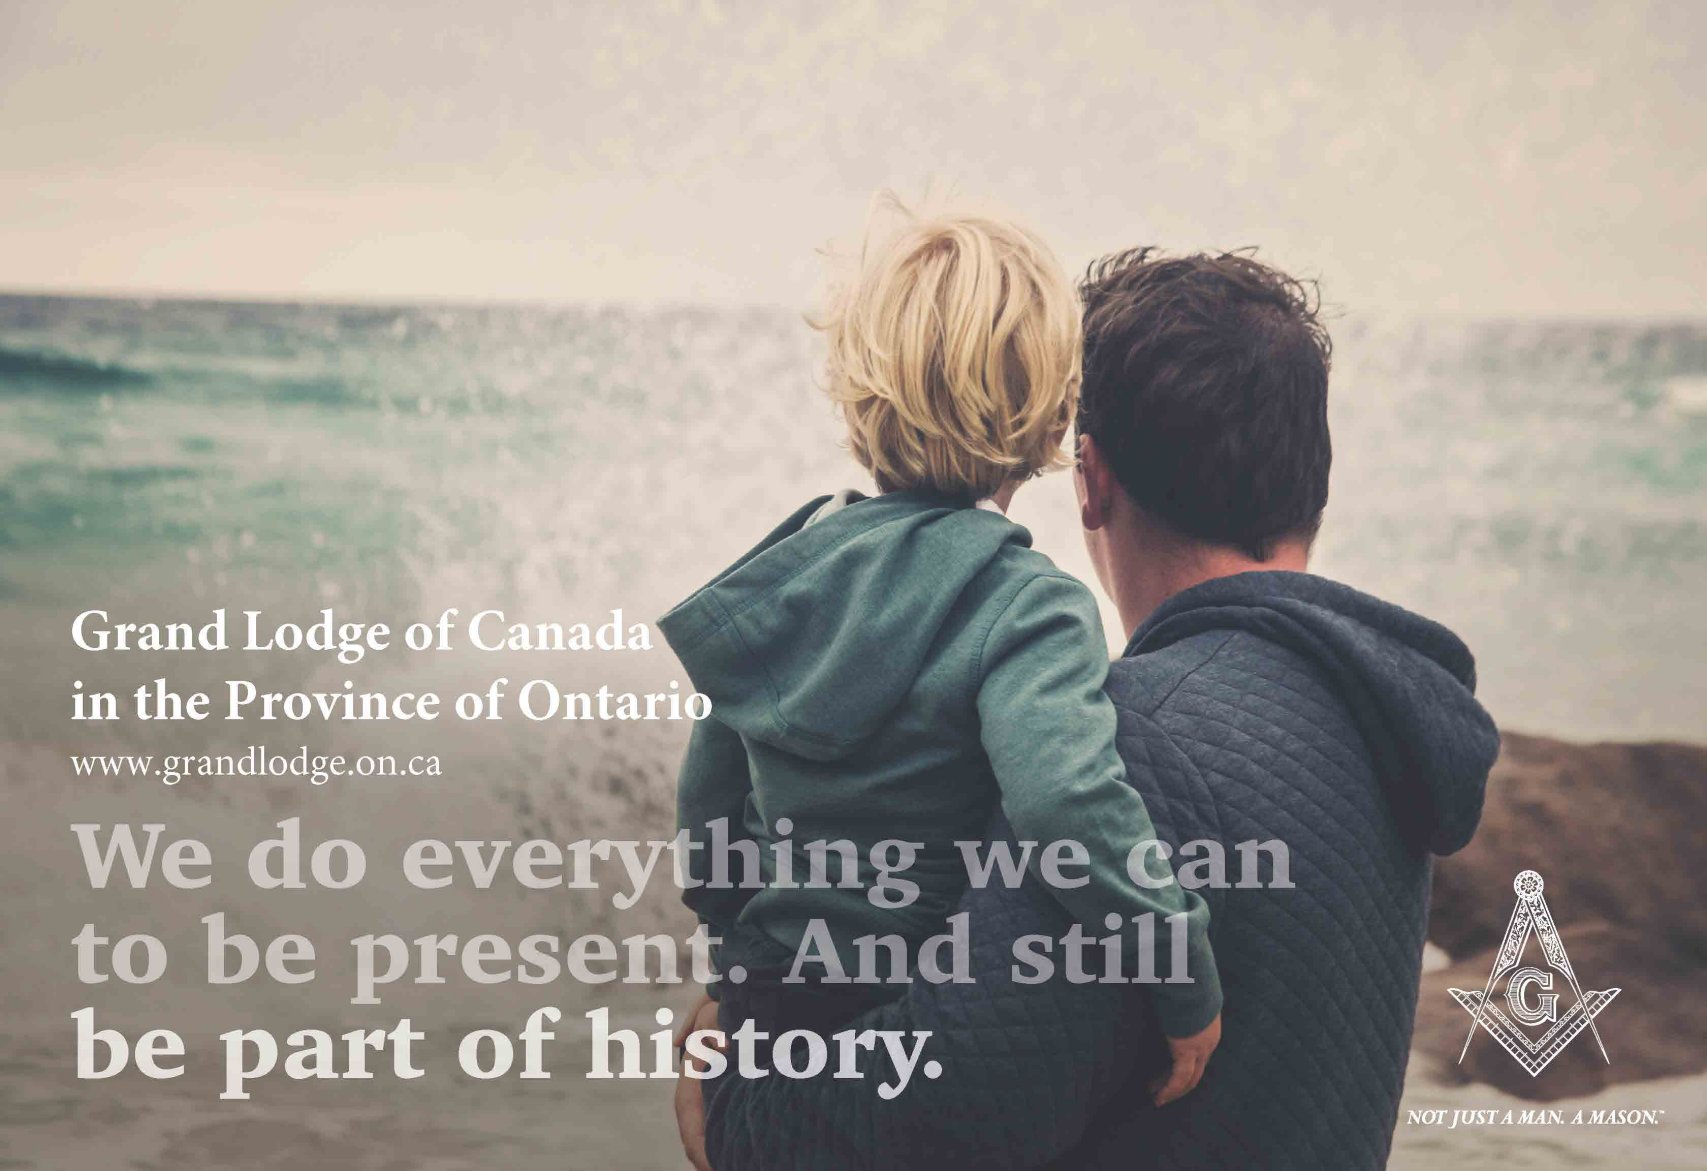 Grand Lodge of Canada
in the Province of Ontario
www.grandlodge.on.ca
We do everything we can
to be present. And still
be part of history.
G
NOT JUST A MAN. A MASON.™